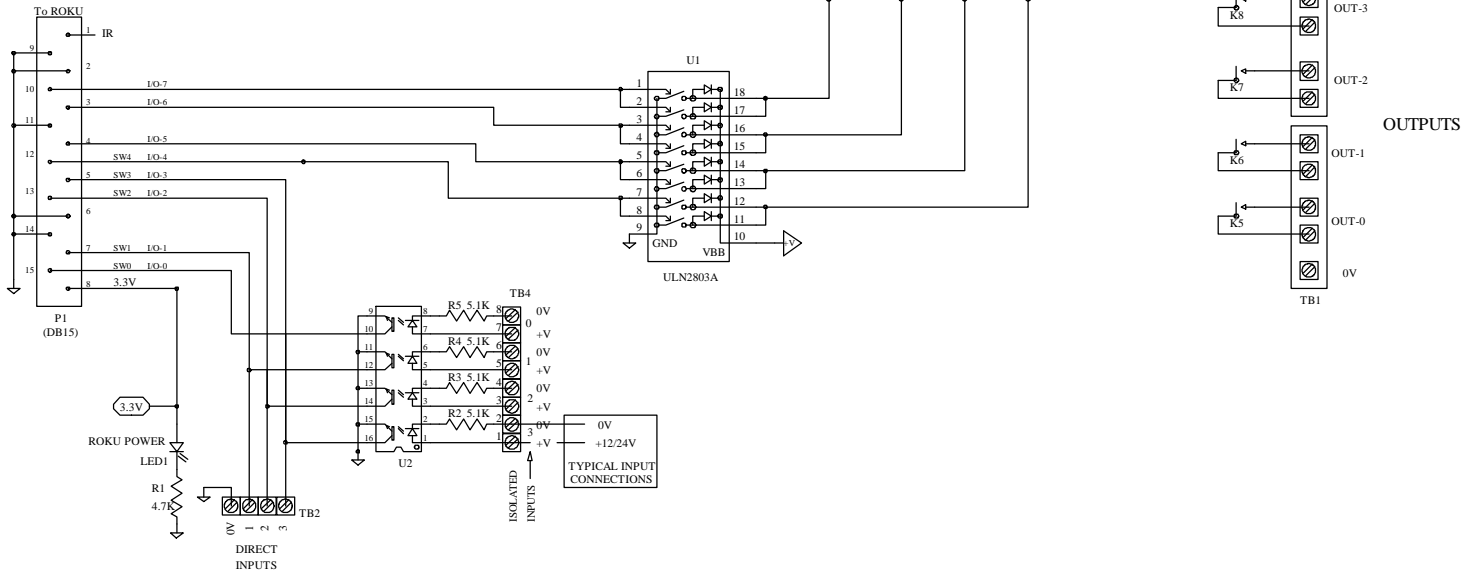 To ROKU
1 IR
9
2
10 I/O-7
3 I/O-6
11
4 I/O-5
12 SW4 I/O-4
5 SW3 I/O-3
13 SW2 I/O-2
6
14
7 SW1 I/O-1
15 SW0 I/O-0
8 3.3V
P1
(DB15)
U1
1 18
2 17
3 16
4 15
5 14
6 13
7 12
8 11
9 10
GND
VBB
+V
ULN2803A
K8
OUT-3
K7
OUT-2
OUTPUTS
K6
OUT-1
K5
OUT-0
0V
TB1
TB4
9 8 R5 5.1K 8 0V
0
10 7 7 +V
11 6 R4 5.1K 6 0V
1
12 5 5 +V
13 4 R3 5.1K 4 0V
2
14 3 3 +V
15 2 R2 5.1K 2 0V 0V
3
16 1 1 +V +12/24V
U2
TYPICAL INPUT
CONNECTIONS
ISOLATED
INPUTS
3.3V
ROKU POWER
LED1
R1
4.7K
TB2
0V 1 2 3
DIRECT
INPUTS